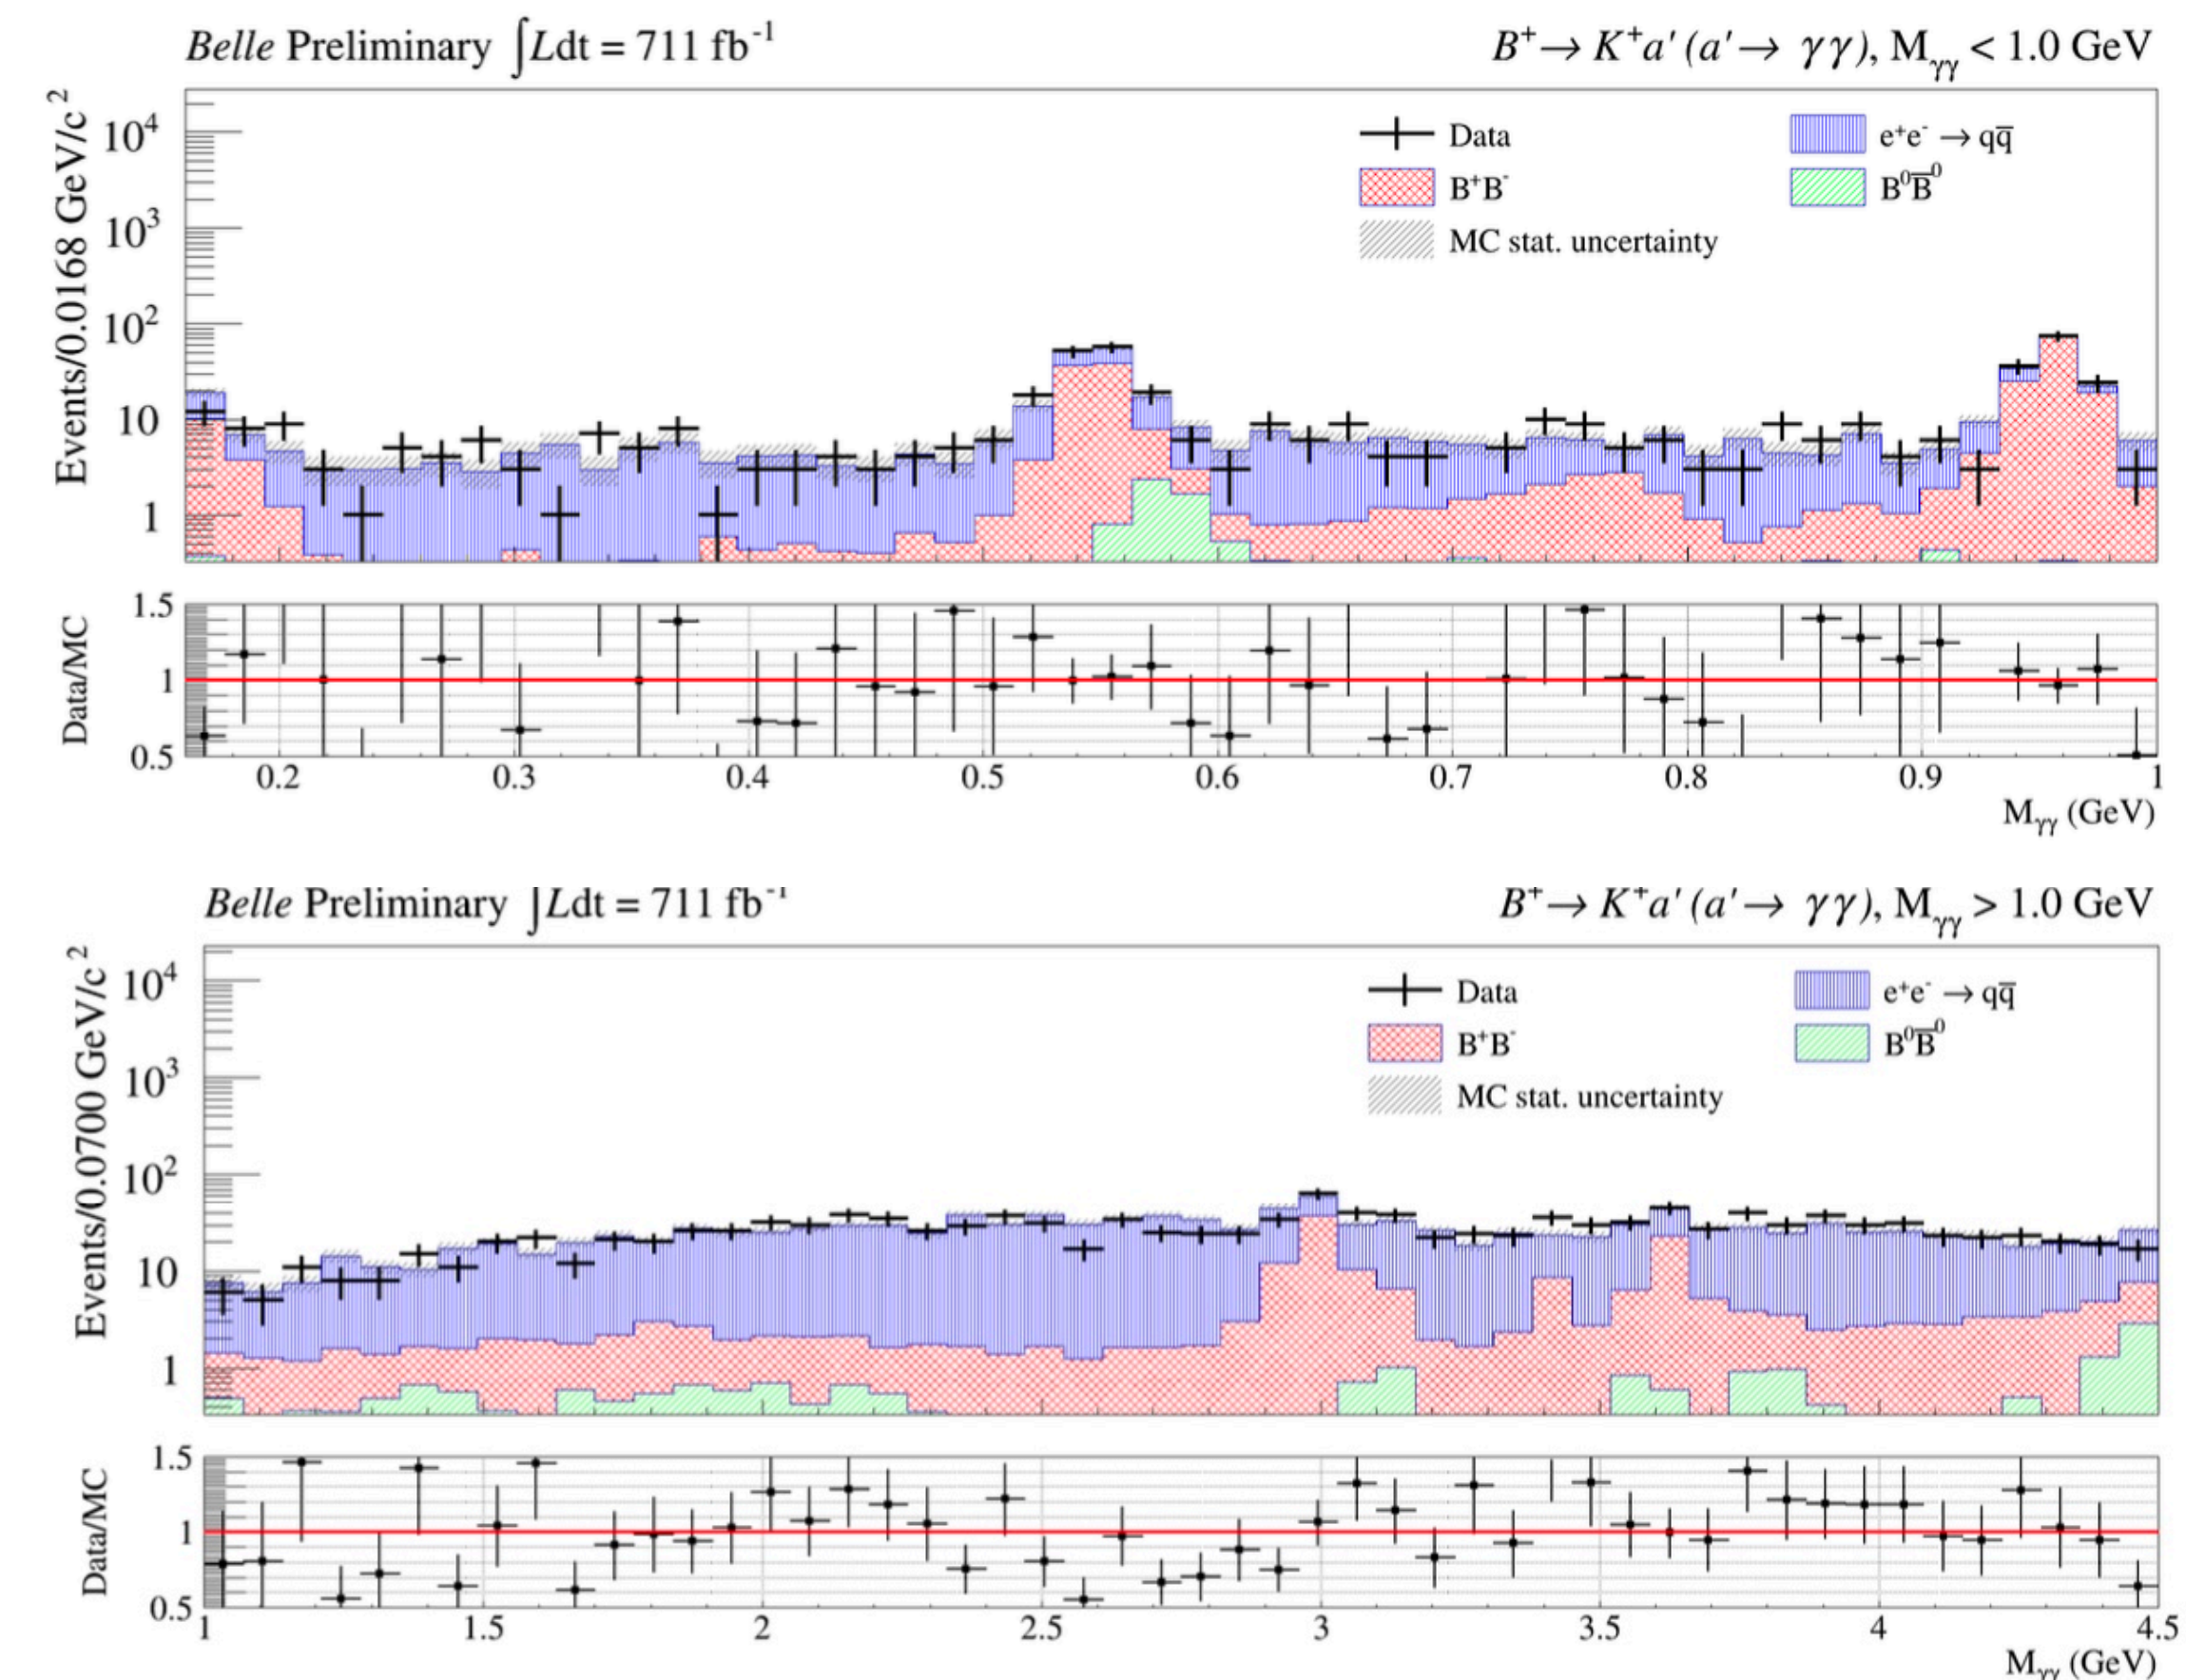 Belle Preliminary ∫Ldt = 711 fb⁻¹ B⁺→ K⁺a′ (a′→ γγ), M_γγ < 1.0 GeV
Events/0.0168 GeV/c²
10⁴
10³
10²
10
1
Data
e⁺e⁻ → qq̅
B⁺B⁻
B⁰B̅⁰
MC stat. uncertainty
Data/MC
1.5
1
0.5
0.2 0.3 0.4 0.5 0.6 0.7 0.8 0.9 1
M_γγ (GeV)
Belle Preliminary ∫Ldt = 711 fb⁻¹ B⁺→ K⁺a′ (a′→ γγ), M_γγ > 1.0 GeV
Events/0.0700 GeV/c²
10⁴
10³
10²
10
1
Data
e⁺e⁻ → qq̅
B⁺B⁻
B⁰B̅⁰
MC stat. uncertainty
Data/MC
1.5
1
0.5
1 1.5 2 2.5 3 3.5 4 4.5
M_γγ (GeV)